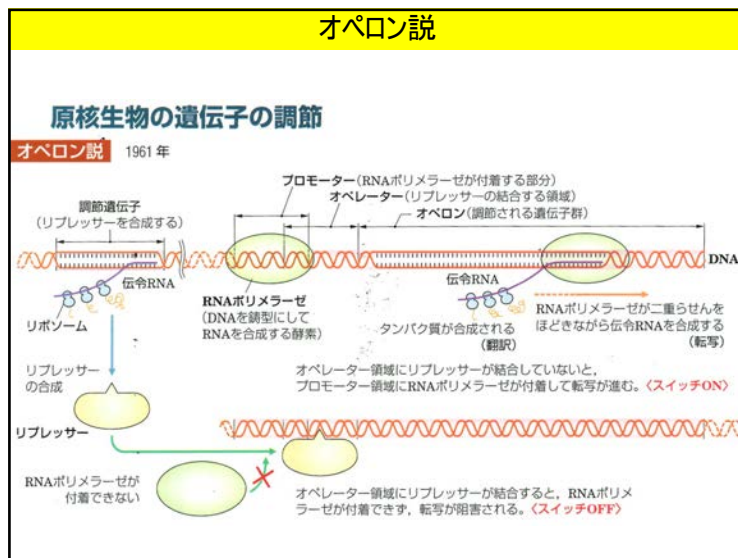 オペロン説
原核生物の遺伝子の調節
オペロン説 1961年
プロモーター(RNAポリメラーゼが付着する部分)
オペレーター(リプレッサーの結合する領域)
オペロン(調節される遺伝子群)
調節遺伝子
(リプレッサーを合成する)
DNA
伝令RNA
リボソーム
RNAポリメラーゼ
(DNAを鋳型にして
RNAを合成する酵素)
伝令RNA
タンパク質が合成される
(翻訳)
RNAポリメラーゼが二重らせんを
ほどきながら伝令RNAを合成する
(転写)
リプレッサー
の合成
オペレーター領域にリプレッサーが結合していないと,
プロモーター領域にRNAポリメラーゼが付着して転写が進む。〈スイッチON〉
リプレッサー
RNAポリメラーゼが
付着できない
オペレーター領域にリプレッサーが結合すると,RNAポリメ
ラーゼが付着できず,転写が阻害される。〈スイッチOFF〉